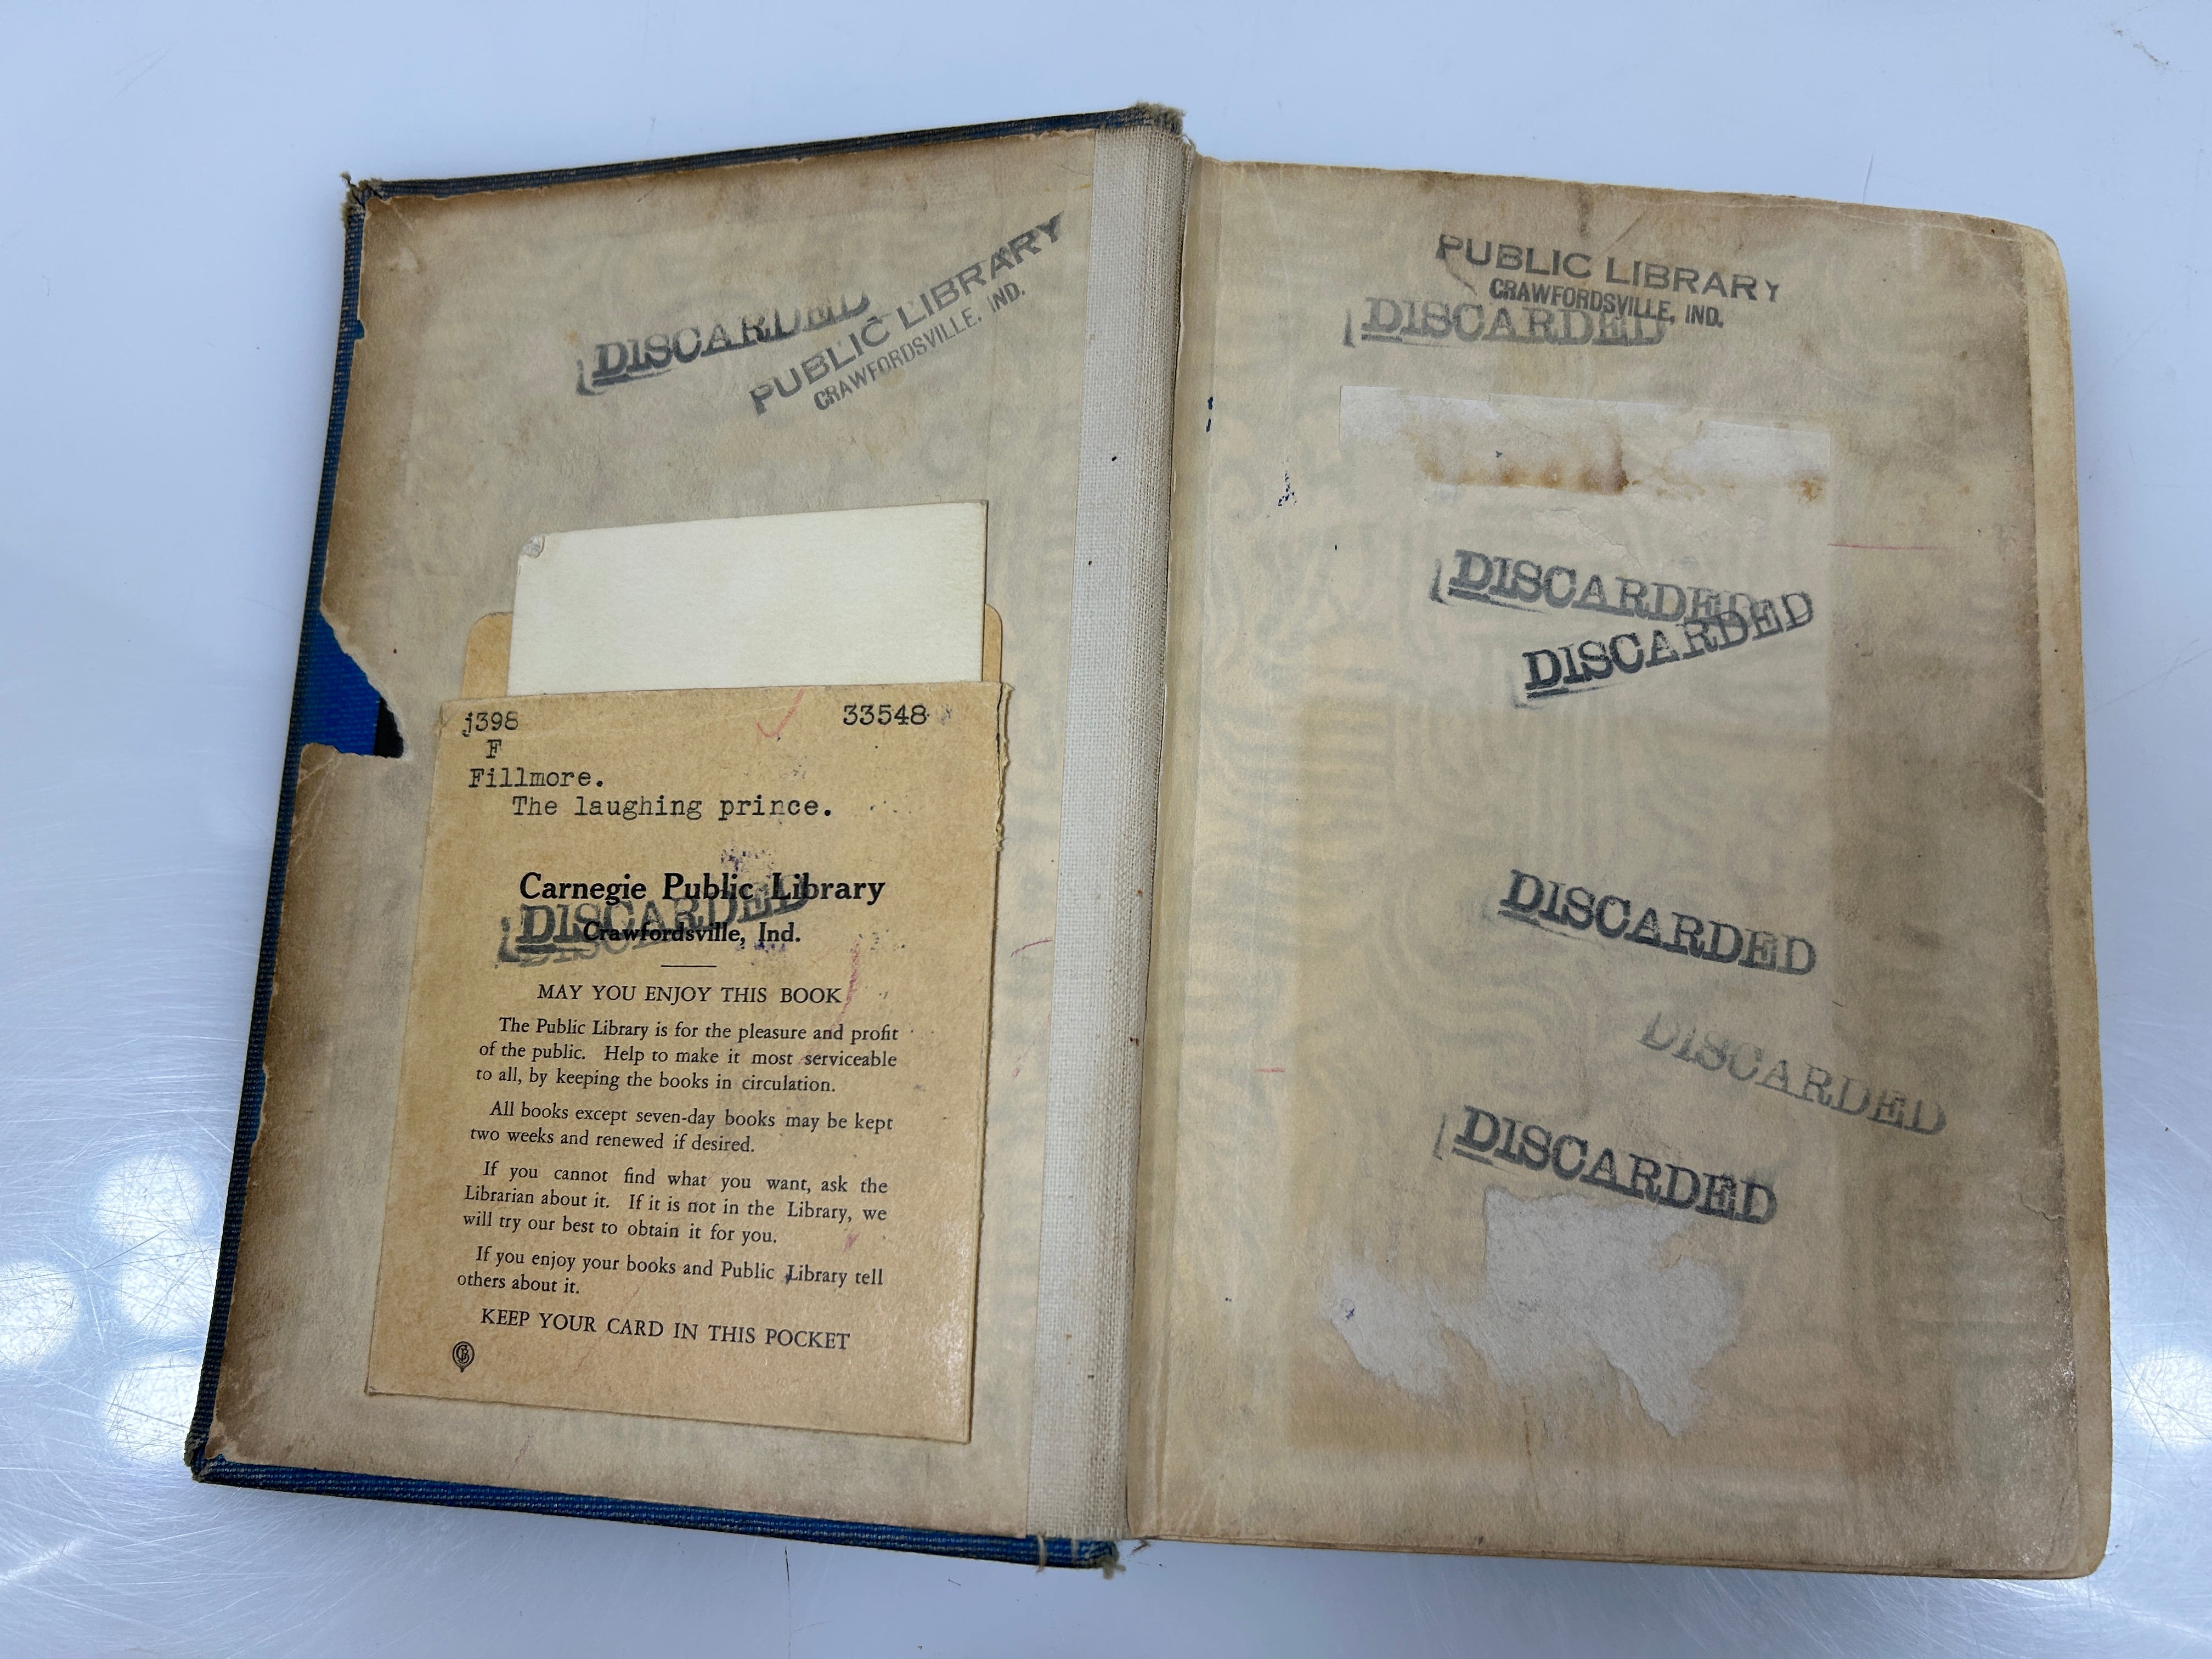 DISCARDED
PUBLIC LIBRARY
CRAWFORDSVILLE, IND.
j398 33548
F
Fillmore.
The laughing prince.
Carnegie Public Library
DISCARDED
Crawfordsville, Ind.
MAY YOU ENJOY THIS BOOK
The Public Library is for the pleasure and profit
of the public. Help to make it most serviceable
to all, by keeping the books in circulation.
All books except seven-day books may be kept
two weeks and renewed if desired.
If you cannot find what you want, ask the
Librarian about it. If it is not in the Library, we
will try our best to obtain it for you.
If you enjoy your books and Public Library tell
others about it.
KEEP YOUR CARD IN THIS POCKET
PUBLIC LIBRARY
CRAWFORDSVILLE, IND.
DISCARDED
DISCARDED
DISCARDED
DISCARDED
DISCARDED
DISCARDED